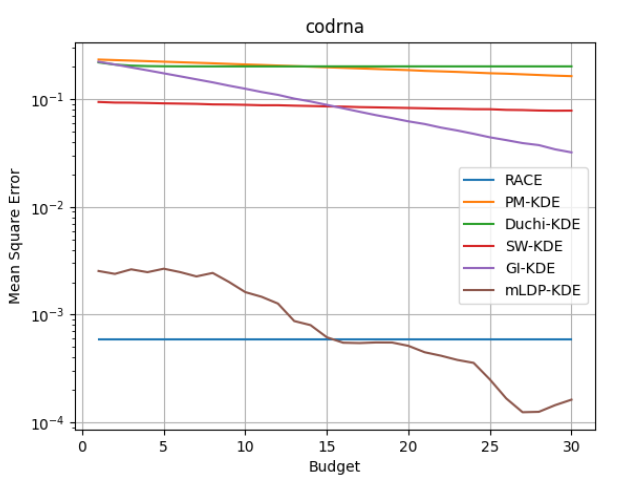 codrna
Mean Square Error
10⁻¹
10⁻²
10⁻³
10⁻⁴
RACE
PM-KDE
Duchi-KDE
SW-KDE
GI-KDE
mLDP-KDE
0 5 10 15 20 25 30
Budget